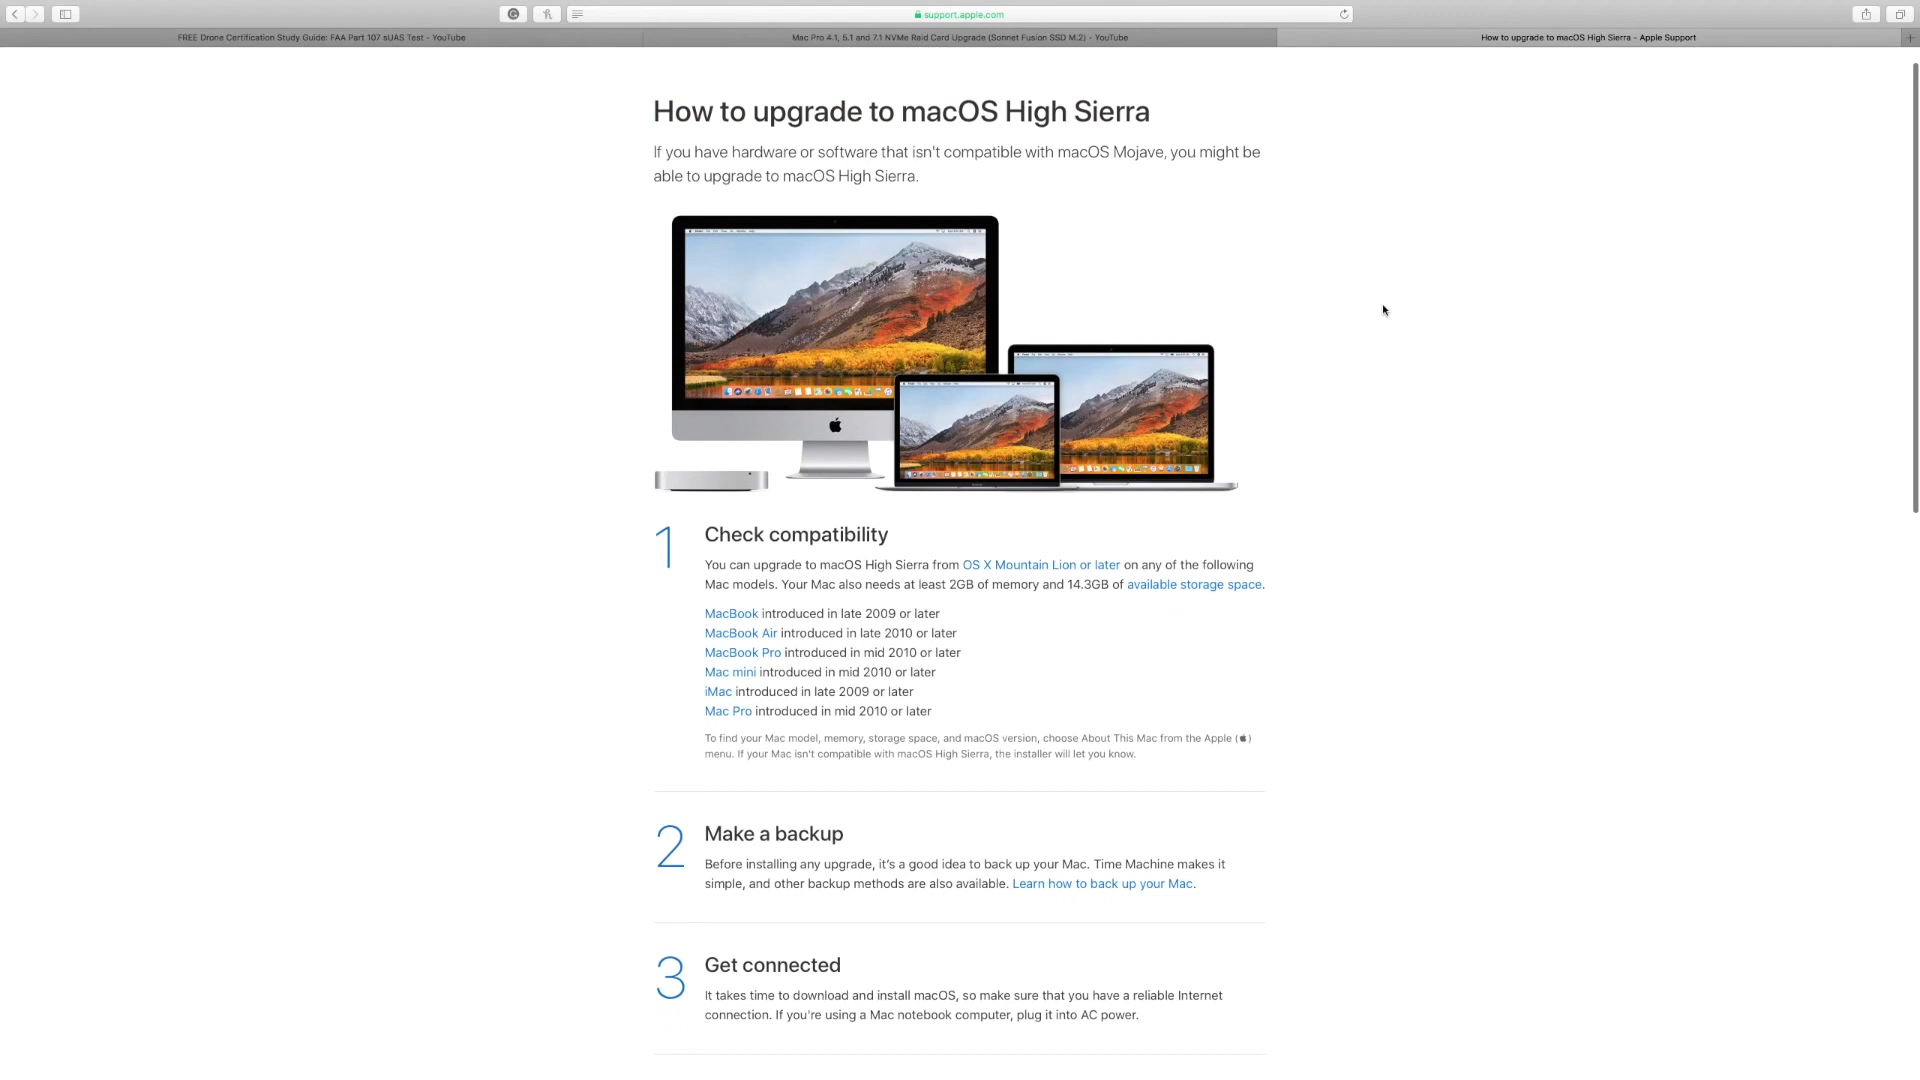 support.apple.com
FREE Drone Certification Study Guide: FAA Part 107 sUAS Test - YouTube
Mac Pro 4.1, 5.1 and 7.1 NVMe Raid Card Upgrade (Sonnet Fusion SSD M.2) - YouTube
How to upgrade to macOS High Sierra - Apple Support
How to upgrade to macOS High Sierra
If you have hardware or software that isn't compatible with macOS Mojave, you might be
able to upgrade to macOS High Sierra.
1 Check compatibility
You can upgrade to macOS High Sierra from OS X Mountain Lion or later on any of the following
Mac models. Your Mac also needs at least 2GB of memory and 14.3GB of available storage space.
MacBook introduced in late 2009 or later
MacBook Air introduced in late 2010 or later
MacBook Pro introduced in mid 2010 or later
Mac mini introduced in mid 2010 or later
iMac introduced in late 2009 or later
Mac Pro introduced in mid 2010 or later
To find your Mac model, memory, storage space, and macOS version, choose About This Mac from the Apple ()
menu. If your Mac isn't compatible with macOS High Sierra, the installer will let you know.
2 Make a backup
Before installing any upgrade, it's a good idea to back up your Mac. Time Machine makes it
simple, and other backup methods are also available. Learn how to back up your Mac.
3 Get connected
It takes time to download and install macOS, so make sure that you have a reliable Internet
connection. If you're using a Mac notebook computer, plug it into AC power.